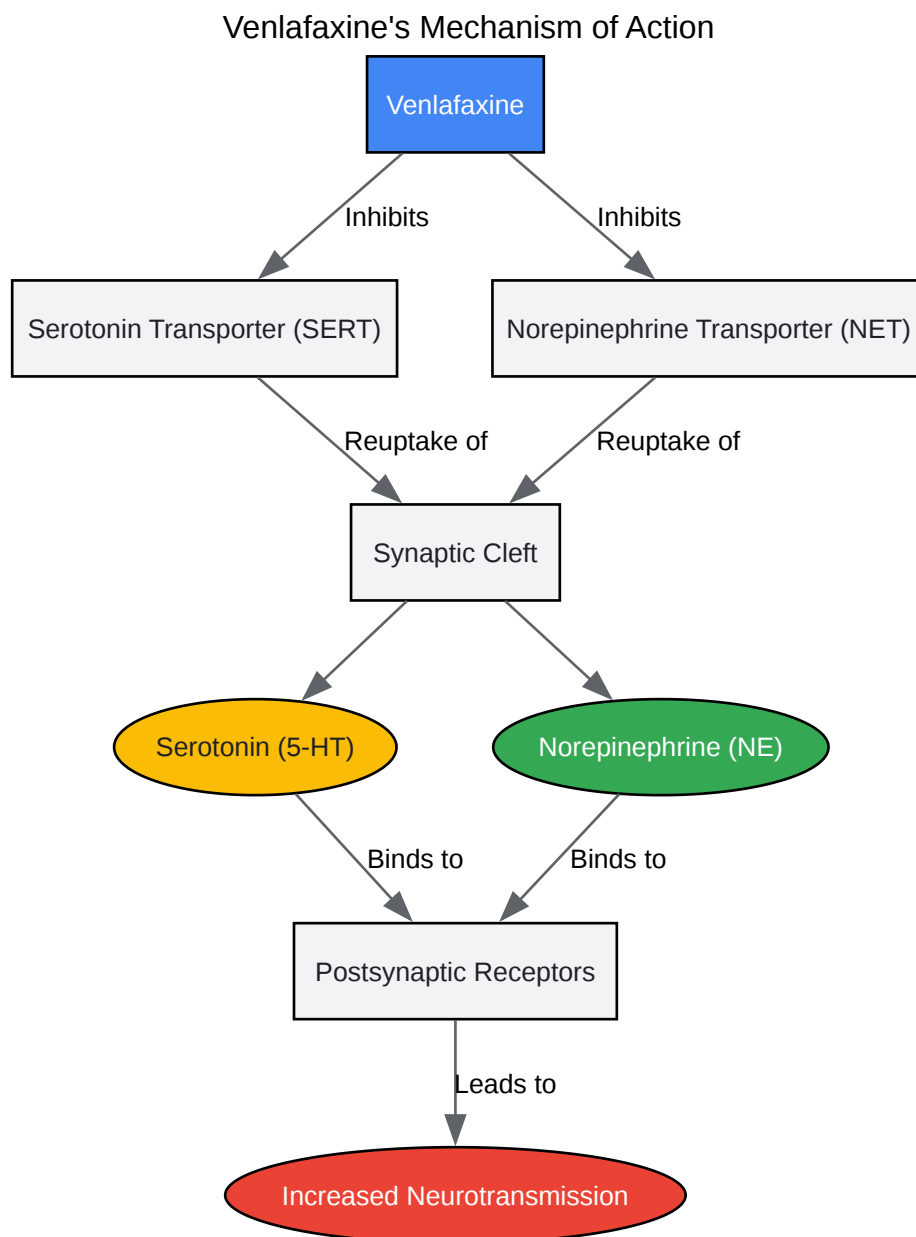 Venlafaxine's Mechanism of Action
Venlafaxine
Inhibits
Inhibits
Serotonin Transporter (SERT)
Norepinephrine Transporter (NET)
Reuptake of
Reuptake of
Synaptic Cleft
Serotonin (5-HT)
Norepinephrine (NE)
Binds to
Binds to
Postsynaptic Receptors
Leads to
Increased Neurotransmission